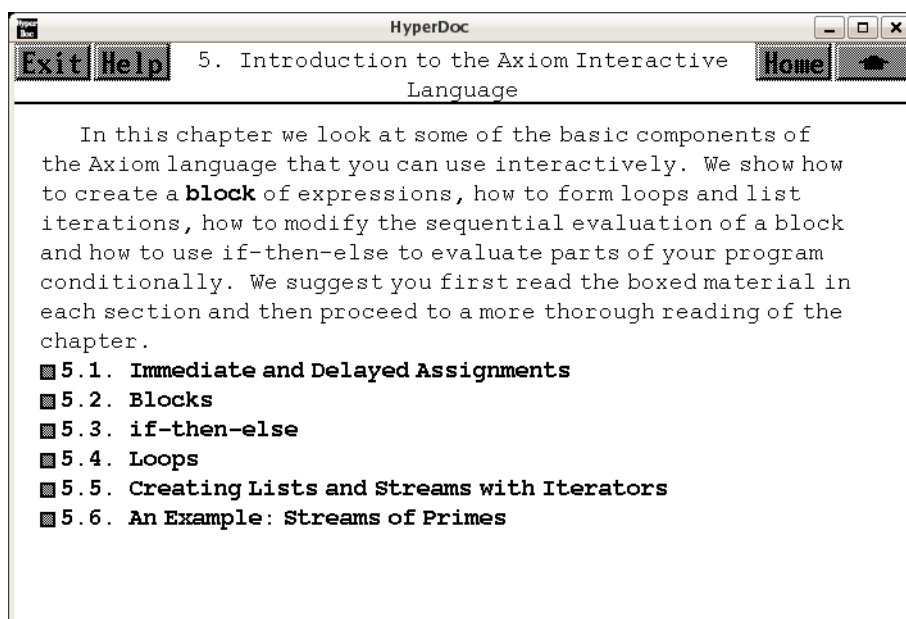 Hyper Doc
HyperDoc
Exit Help 5. Introduction to the Axiom Interactive Language Home
In this chapter we look at some of the basic components of
the Axiom language that you can use interactively. We show how
to create a block of expressions, how to form loops and list
iterations, how to modify the sequential evaluation of a block
and how to use if-then-else to evaluate parts of your program
conditionally. We suggest you first read the boxed material in
each section and then proceed to a more thorough reading of the
chapter.
5.1. Immediate and Delayed Assignments
5.2. Blocks
5.3. if-then-else
5.4. Loops
5.5. Creating Lists and Streams with Iterators
5.6. An Example: Streams of Primes